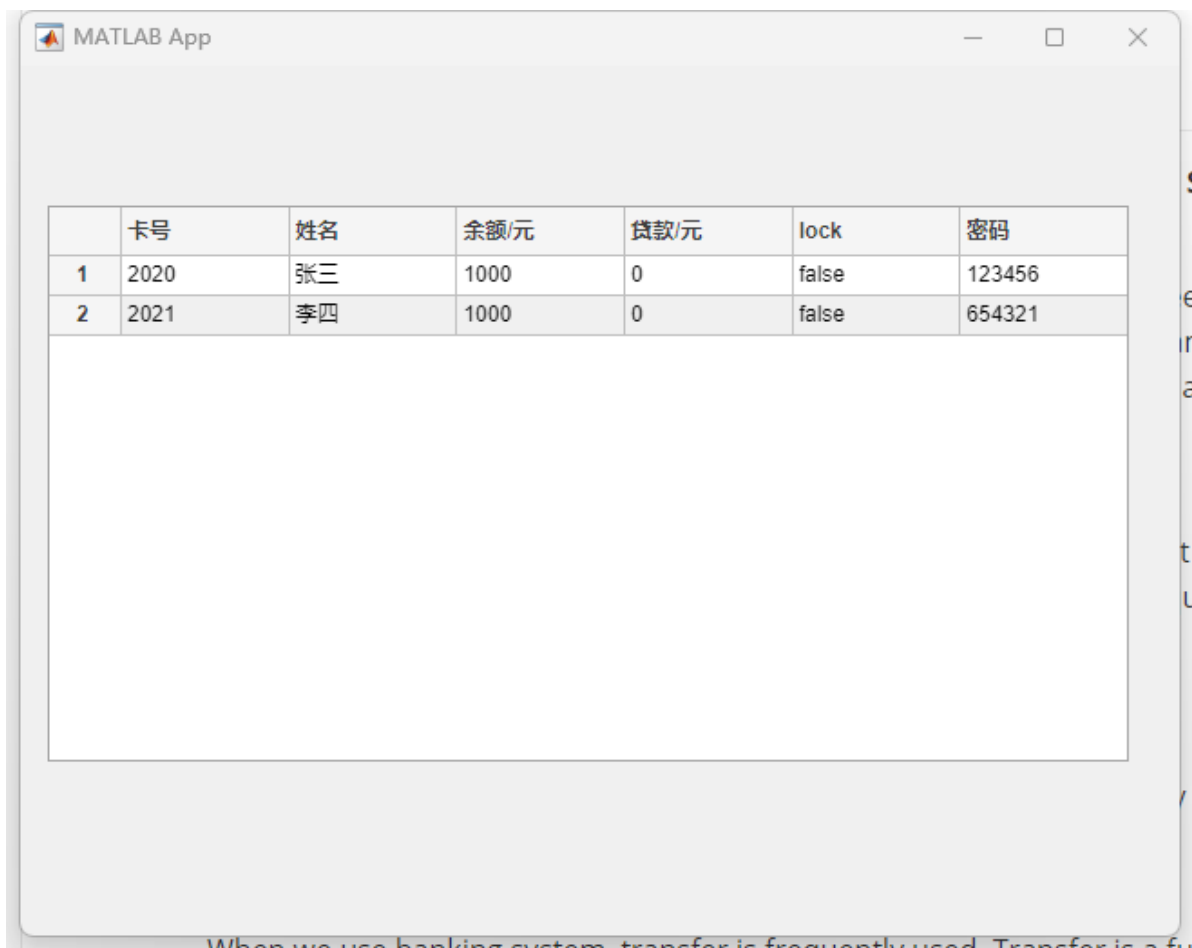 MATLAB App
卡号 姓名 余额/元 贷款/元 lock 密码
1 2020 张三 1000 0 false 123456
2 2021 李四 1000 0 false 654321
When we use banking system, transfer is frequently used. Transfer is a fu